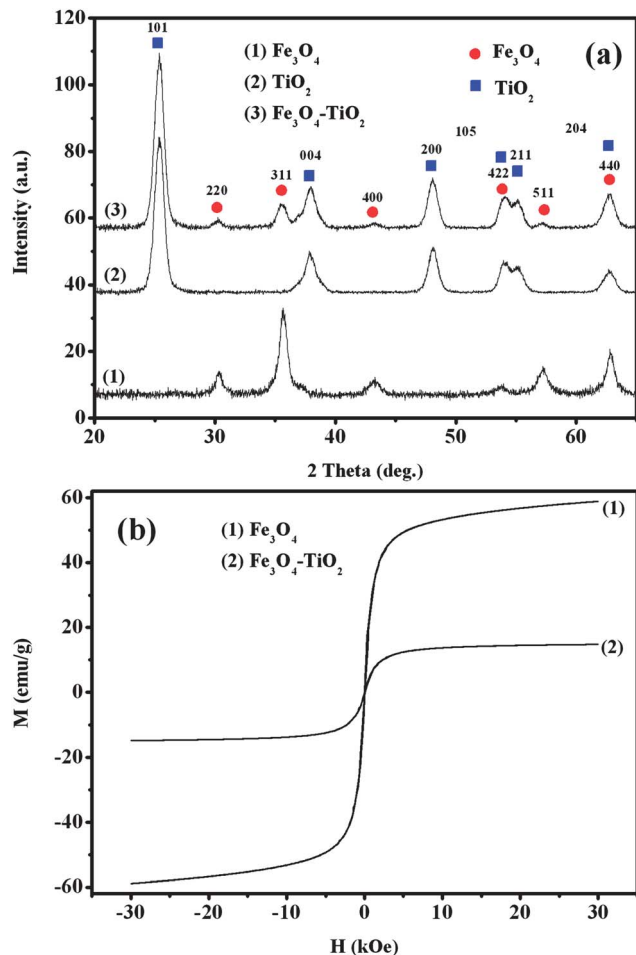 (a)
120
100
80
60
40
20
0
Intensity (a.u.)
101
(1) Fe₃O₄
(2) TiO₂
(3) Fe₃O₄-TiO₂
Fe₃O₄
TiO₂
220
311
004
400
200
105
211
422
511
204
440
(3)
(2)
(1)
20 30 40 50 60
2 Theta (deg.)
(b)
60
40
20
0
-20
-40
-60
M (emu/g)
(1) Fe₃O₄
(2) Fe₃O₄-TiO₂
(1)
(2)
-30 -20 -10 0 10 20 30
H (kOe)